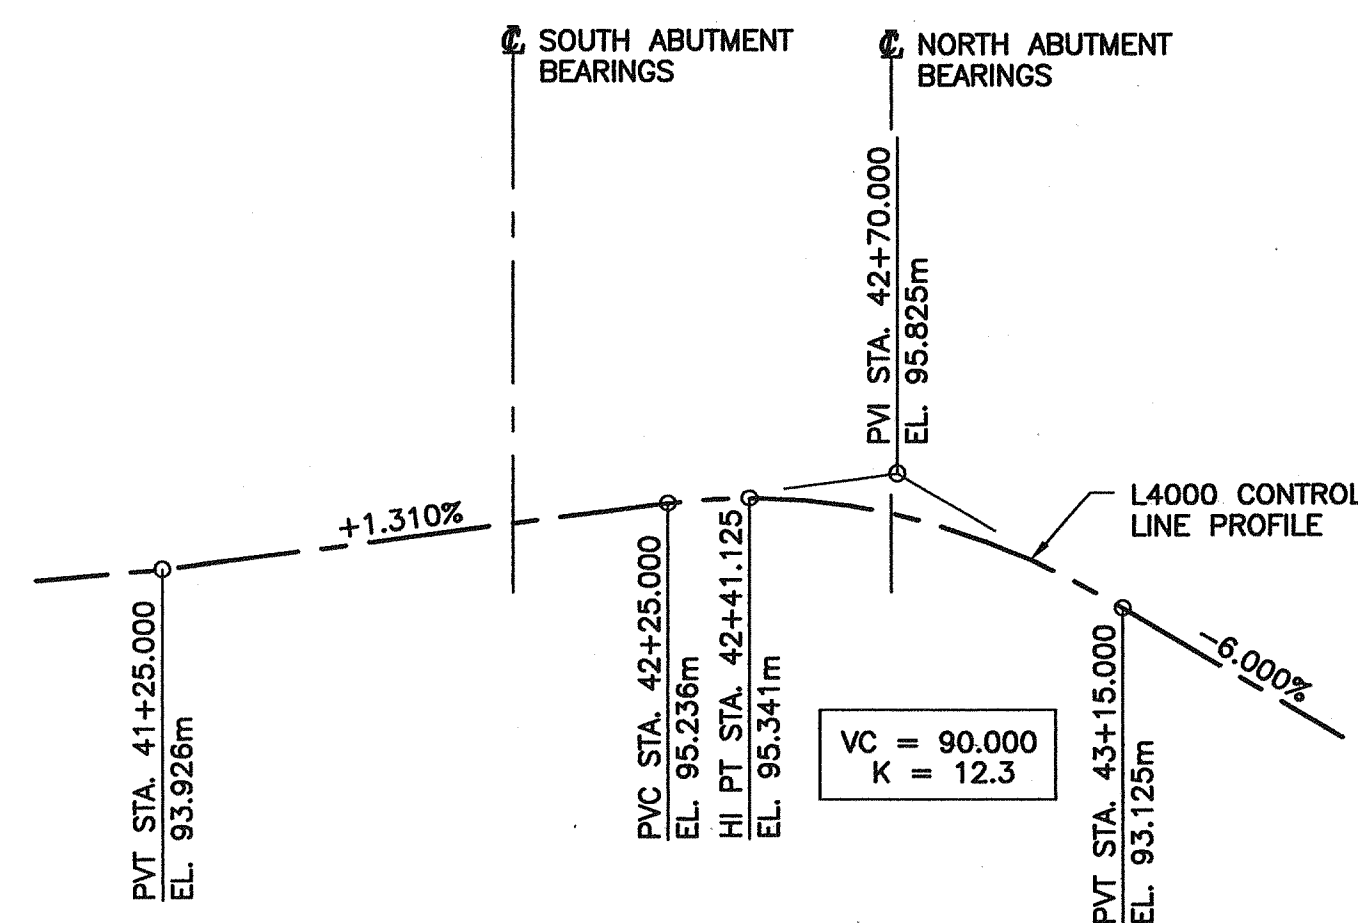 ℄ SOUTH ABUTMENT
BEARINGS
℄ NORTH ABUTMENT
BEARINGS
PVI STA. 42+70.000
EL. 95.825m
+1.310%
L4000 CONTROL
LINE PROFILE
PVT STA. 41+25.000
EL. 93.926m
PVC STA. 42+25.000
EL. 95.236m
HI PT STA. 42+41.125
EL. 95.341m
VC = 90.000
K = 12.3
PVT STA. 43+15.000
EL. 93.125m
-6.000%